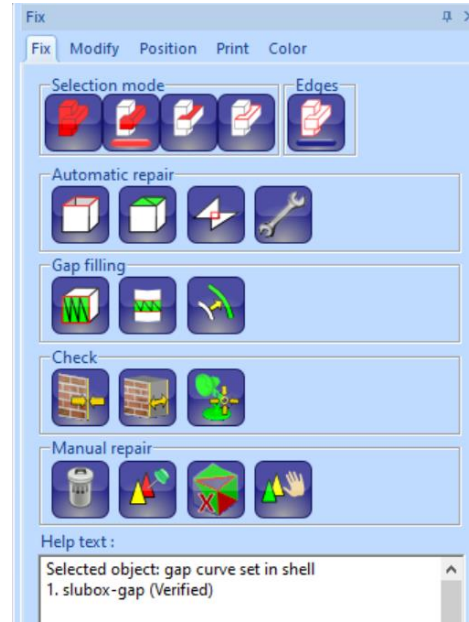 Fix
Fix Modify Position Print Color
Selection mode Edges
Automatic repair
Gap filling
Check
Manual repair
Help text :
Selected object: gap curve set in shell
1. slubox-gap (Verified)